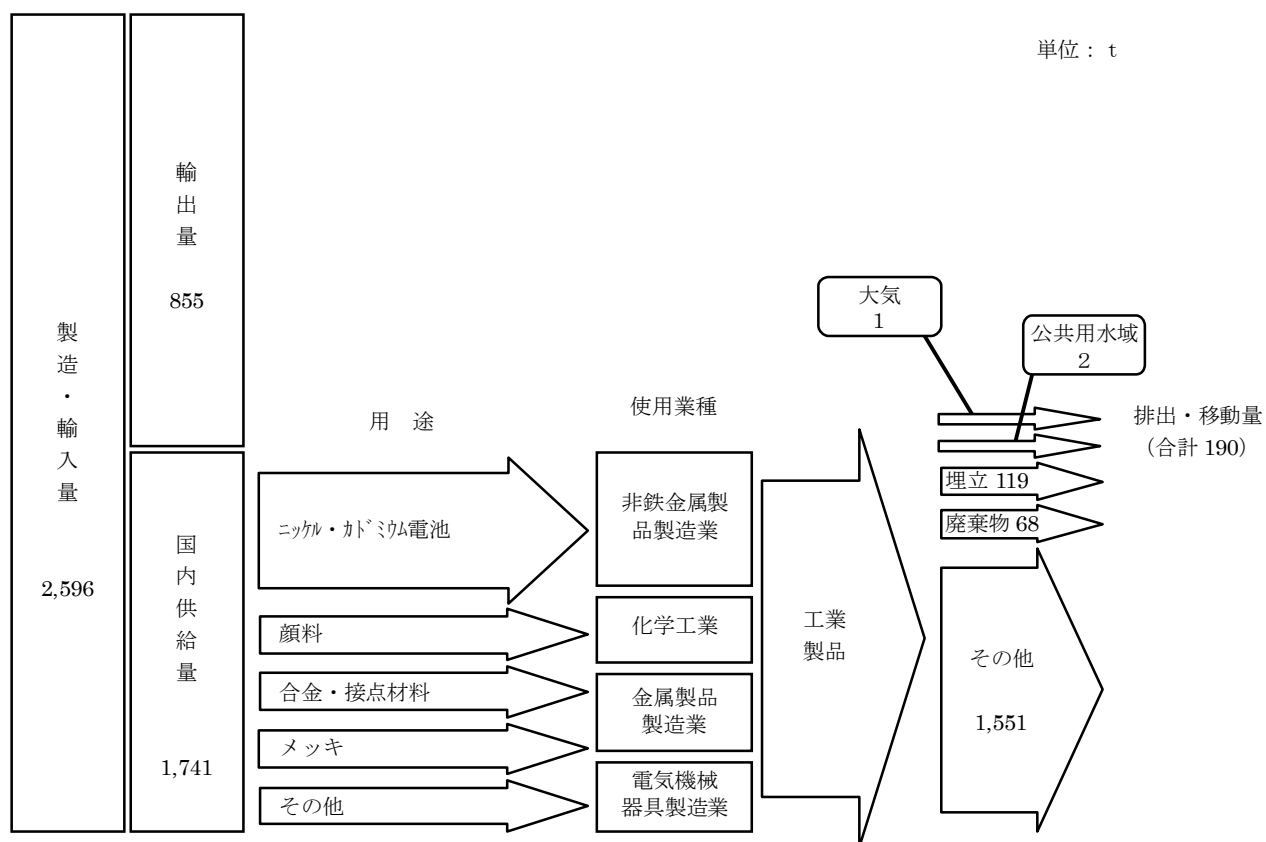 単位： t
輸出量
855
製造・輸入量
2,596
国内供給量
1,741
用 途
ニッケル・カドミウム電池
顔料
合金・接点材料
メッキ
その他
使用業種
非鉄金属製
品製造業
化学工業
金属製品
製造業
電気機械
器具製造業
工業
製品
大気
1
公共用水域
2
排出・移動量
（合計 190）
埋立 119
廃棄物 68
その他
1,551